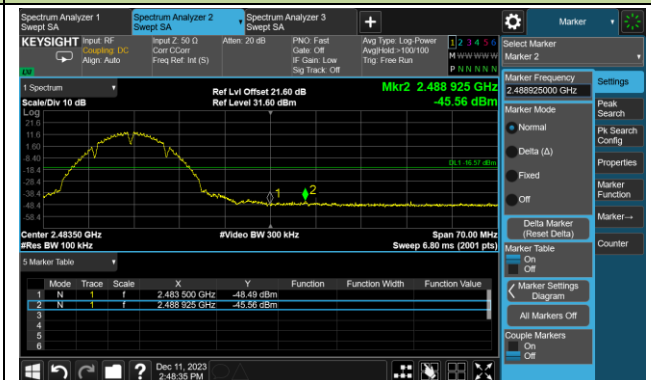 Spectrum Analyzer 1
Swept SA
Spectrum Analyzer 2
Swept SA
Spectrum Analyzer 3
Swept SA
+
Marker
KEYSIGHT
Input: RF
Coupling: DC
Align: Auto
Input Z: 50 Ω
Corr CCorr
Freq Ref: Int (S)
Atten: 20 dB
PNO: Fast
Gate: Off
IF Gain: Low
Sig Track: Off
Avg Type: Log-Power
Avg|Hold:>100/100
Trig: Free Run
1 2 3 4 5 6
M W W W W W
P N N N N N
LXI
Select Marker
Marker 2
Marker Frequency
2.488925000 GHz
Marker Mode
Normal
Delta (Δ)
Fixed
Off
Delta Marker
(Reset Delta)
Marker Table
On
Off
Marker Settings
Diagram
All Markers Off
Couple Markers
On
Off
Settings
Peak
Search
Pk Search
Config
Properties
Marker
Function
Marker→
Counter
1 Spectrum
Scale/Div 10 dB
Log
Ref Lvl Offset 21.60 dB
Ref Level 31.60 dBm
Mkr2 2.488 925 GHz
-45.56 dBm
21.6
11.6
1.60
-8.40
-18.4
-28.4
-38.4
-48.4
-58.4
DL1 -16.57 dBm
1
2
Center 2.48350 GHz
#Res BW 100 kHz
#Video BW 300 kHz
Span 70.00 MHz
Sweep 6.80 ms (2001 pts)
5 Marker Table
Mode Trace Scale X Y Function Function Width Function Value
1 N 1 f 2.483 500 GHz -48.49 dBm
2 N 1 f 2.488 925 GHz -45.56 dBm
3
4
5
6
?
Dec 11, 2023
2:48:35 PM